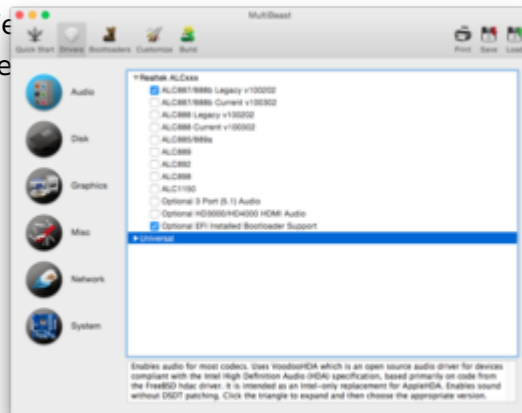 MultiBeast
Quick Start Drivers Bootloaders Customize Build Print Save Load
Audio
Disk
Graphics
Misc
Network
System
Realtek ALCxxx
ALC887/888b Legacy v100202
ALC887/888b Current v100302
ALC888 Legacy v100202
ALC888 Current v100302
ALC885/889a
ALC889
ALC892
ALC898
ALC1150
Optional 3 Port (5.1) Audio
Optional HD3000/HD4000 HDMI Audio
Optional EFI Installed Bootloader Support
Universal
Enables audio for most codecs. Uses VoodooHDA which is an open source audio driver for devices
compliant with the Intel High Definition Audio (HDA) specification, based primarily on code from
the FreeBSD hdac driver. It is intended as an Intel-only replacement for AppleHDA. Enables sound
without DSDT patching. Click the triangle to expand and then choose the appropriate version.